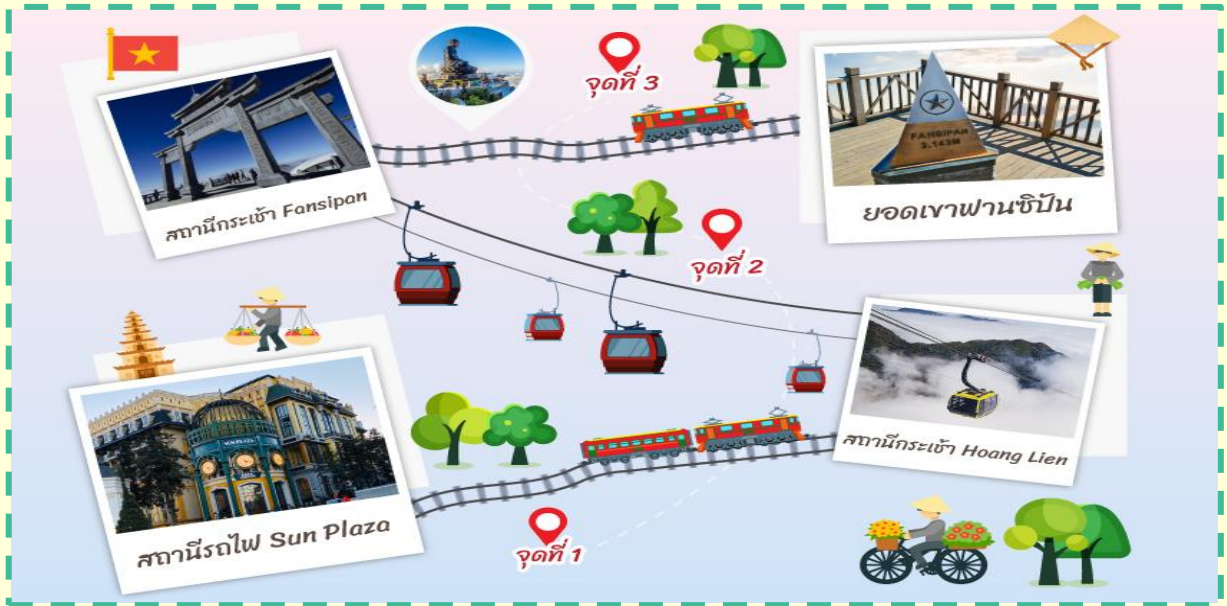 จุดที่ 3
FANSIPAN
3.143M
สถานีกระเช้า Fansipan
ยอดเขาฟานซิปัน
จุดที่ 2
สถานีกระเช้า Hoang Lien
สถานีรถไฟ Sun Plaza
จุดที่ 1